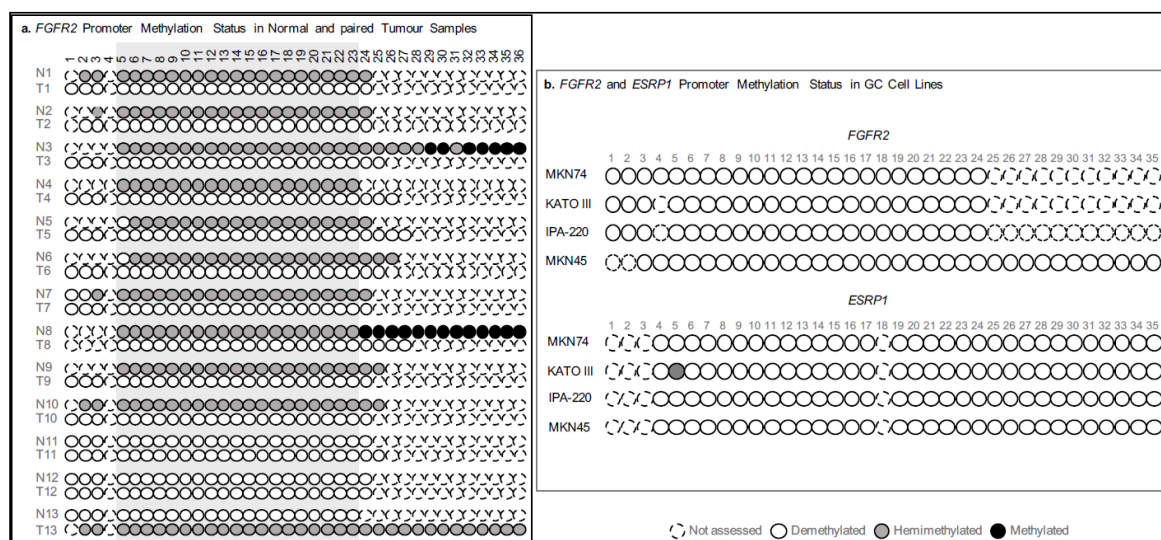 a. FGFR2 Promoter Methylation Status in Normal and paired Tumour Samples
1 2 3 4 5 6 7 8 9 10 11 12 13 14 15 16 17 18 19 20 21 22 23 24 25 26 27 28 29 30 31 32 33 34 35 36
N1
T1
N2
T2
N3
T3
N4
T4
N5
T5
N6
T6
N7
T7
N8
T8
N9
T9
N10
T10
N11
T11
N12
T12
N13
T13
b. FGFR2 and ESRP1 Promoter Methylation Status in GC Cell Lines
FGFR2
1 2 3 4 5 6 7 8 9 10 11 12 13 14 15 16 17 18 19 20 21 22 23 24 25 26 27 28 29 30 31 32 33 34 35
MKN74
KATO III
IPA-220
MKN45
ESRP1
1 2 3 4 5 6 7 8 9 10 11 12 13 14 15 16 17 18 19 20 21 22 23 24 25 26 27 28 29 30 31 32 33 34 35
MKN74
KATO III
IPA-220
MKN45
Not assessed Demethylated Hemimethylated Methylated